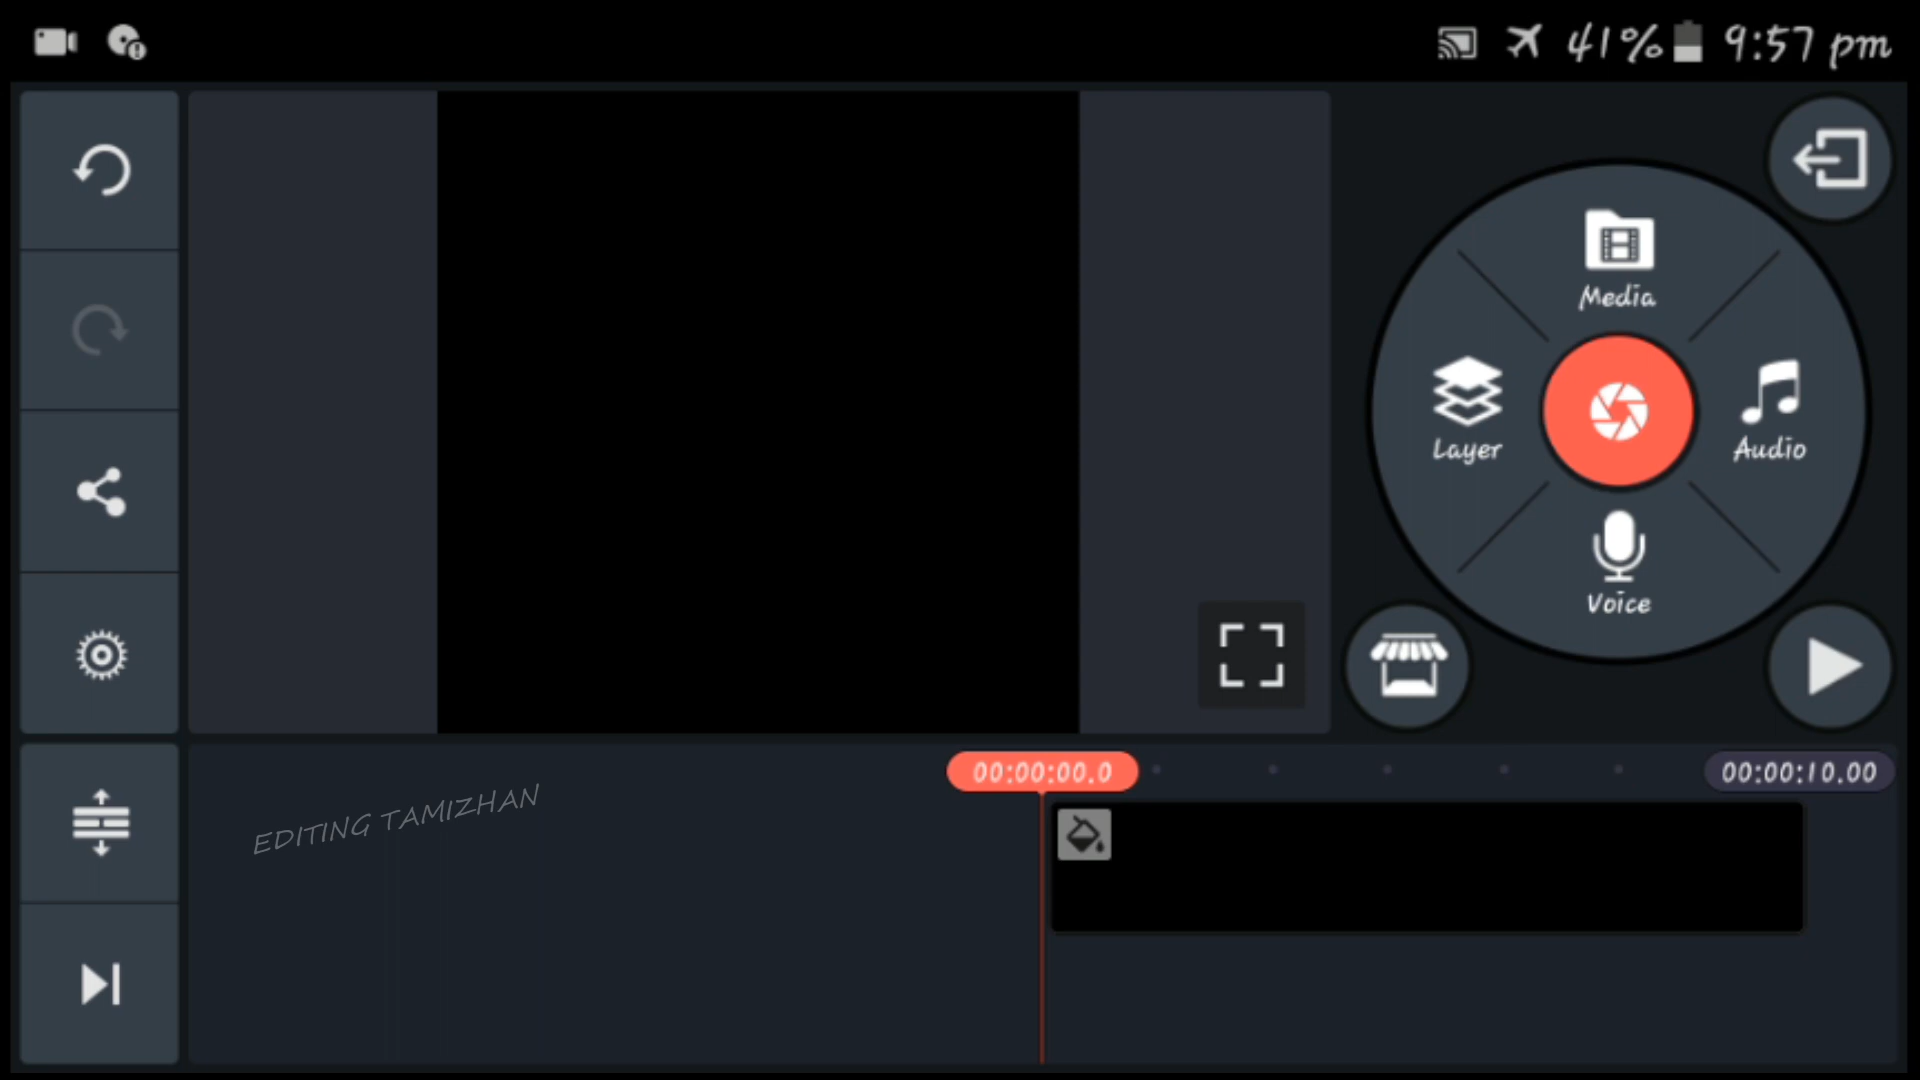 41% 9:57 pm
Media
Layer
Audio
Voice
00:00:00.0
00:00:10.00
EDITING TAMIZHAN